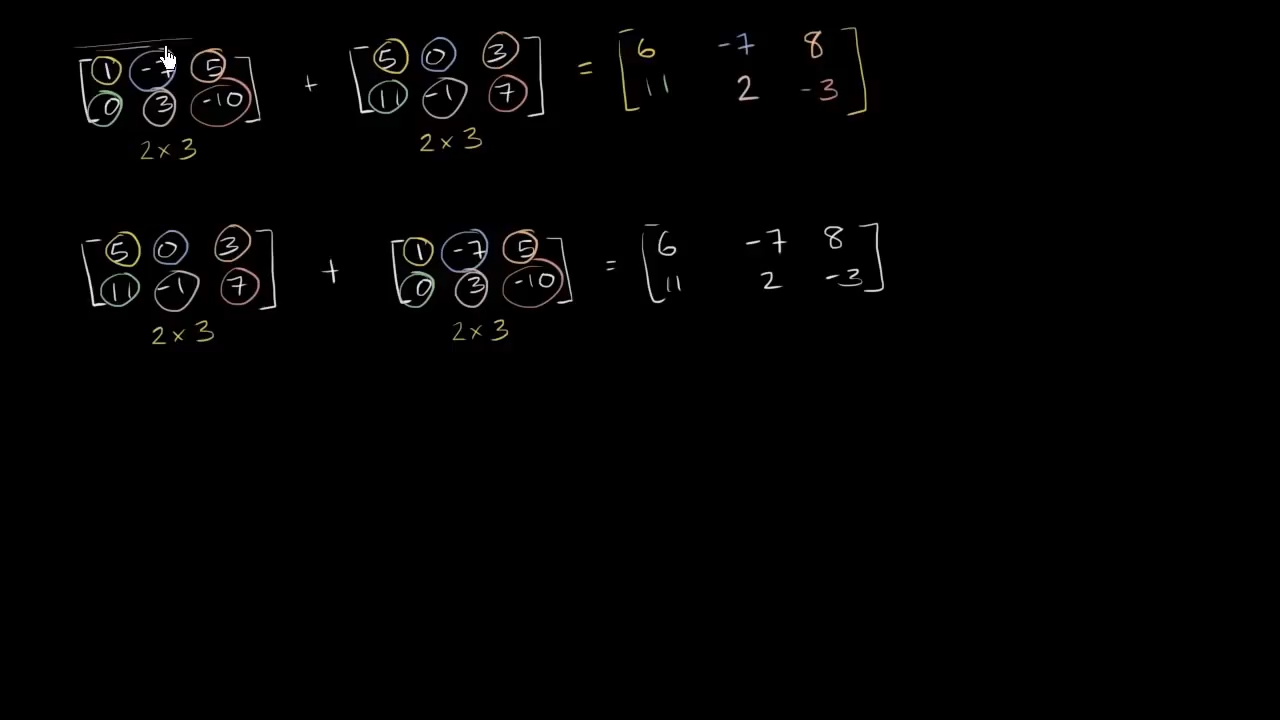 [1 -7 5] + [5 0 3] = [6 -7 8]
[0 3 -10] [11 -1 7] [11 2 -3]
2 x 3 2 x 3
[5 0 3] + [1 -7 5] = [6 -7 8]
[11 -1 7] [0 3 -10] [11 2 -3]
2 x 3 2 x 3